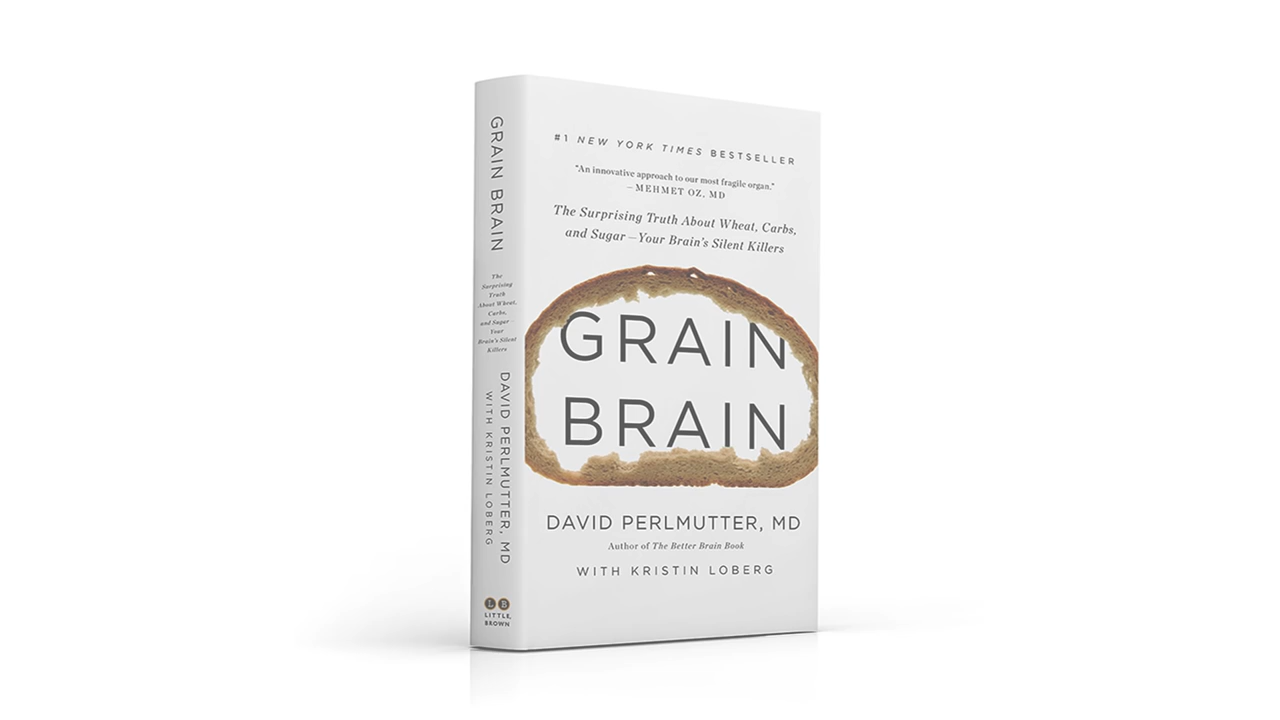 GRAIN BRAIN
The
Surprising
Truth
About Wheat,
Carbs,
and Sugar—
Your
Brain's Silent
Killers
DAVID PERLMUTTER, MD
WITH KRISTIN LOBERG
L B
LITTLE,
BROWN
#1 NEW YORK TIMES BESTSELLER
"An innovative approach to our most fragile organ."
—MEHMET OZ, MD
The Surprising Truth About Wheat, Carbs,
and Sugar—Your Brain's Silent Killers
GRAIN
BRAIN
DAVID PERLMUTTER, MD
Author of The Better Brain Book
WITH KRISTIN LOBERG